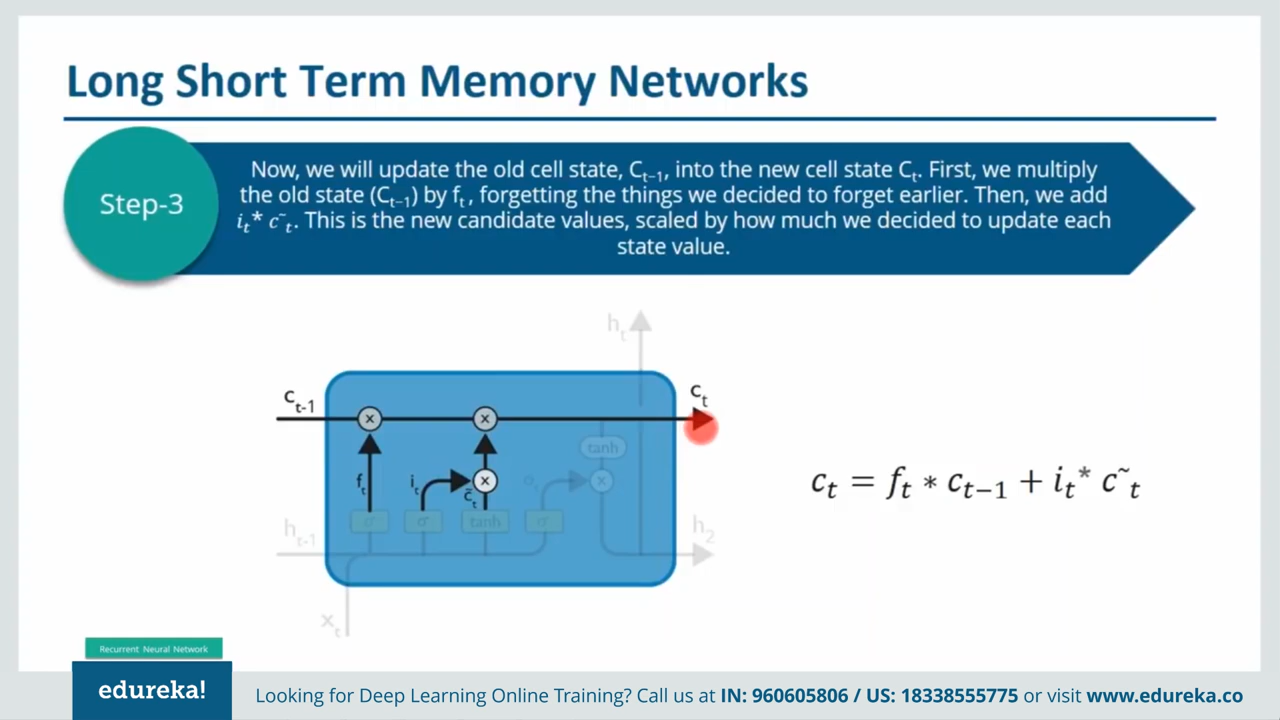 Long Short Term Memory Networks
Step-3
Now, we will update the old cell state, Cₜ₋₁, into the new cell state Cₜ. First, we multiply
the old state (Cₜ₋₁) by fₜ, forgetting the things we decided to forget earlier. Then, we add
iₜ* c˜ₜ. This is the new candidate values, scaled by how much we decided to update each
state value.
hₜ
cₜ₋₁
cₜ
x
x
tanh
fₜ
iₜ
x
c̃ₜ
oₜ
x
σ
σ
tanh
σ
hₜ₋₁
h₂
xₜ
cₜ = fₜ * cₜ₋₁ + iₜ* c˜ₜ
Recurrent Neural Network
edureka!
Looking for Deep Learning Online Training? Call us at IN: 960605806 / US: 18338555775 or visit www.edureka.co